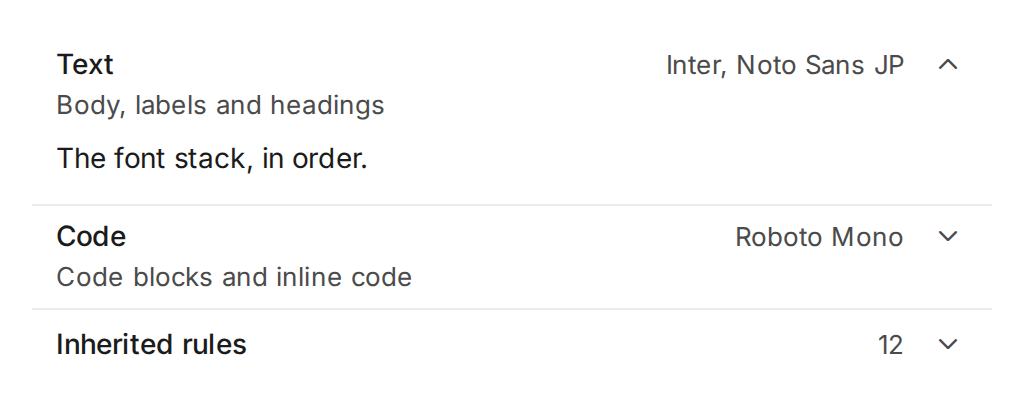 Text
Inter, Noto Sans JP
Body, labels and headings
The font stack, in order.
Code
Roboto Mono
Code blocks and inline code
Inherited rules
12